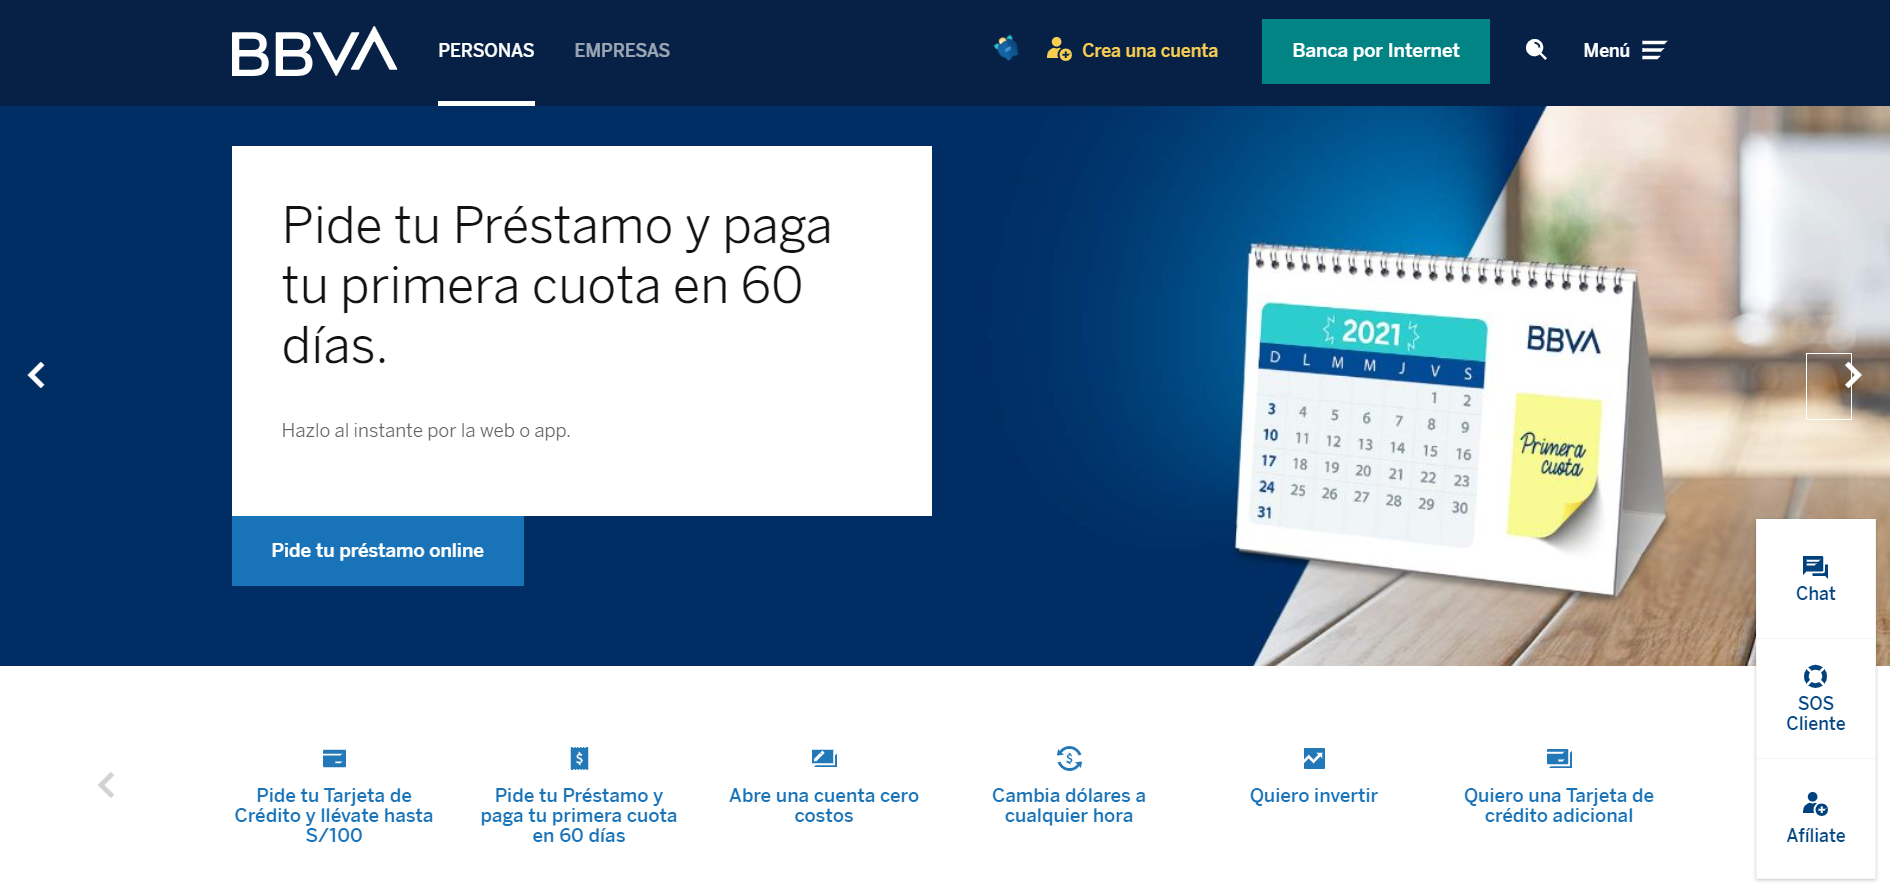 BBVA
PERSONAS
EMPRESAS
Crea una cuenta
Banca por Internet
Menú
Pide tu Préstamo y paga
tu primera cuota en 60
días.
Hazlo al instante por la web o app.
Pide tu préstamo online
2021
BBVA
D L M M J V S
1 2
3 4 5 6 7 8 9
10 11 12 13 14 15 16
17 18 19 20 21 22 23
24 25 26 27 28 29 30
31
Primera
cuota
Chat
SOS
Cliente
Afíliate
Pide tu Tarjeta de
Crédito y llévate hasta
S/100
Pide tu Préstamo y
paga tu primera cuota
en 60 días
Abre una cuenta cero
costos
Cambia dólares a
cualquier hora
Quiero invertir
Quiero una Tarjeta de
crédito adicional